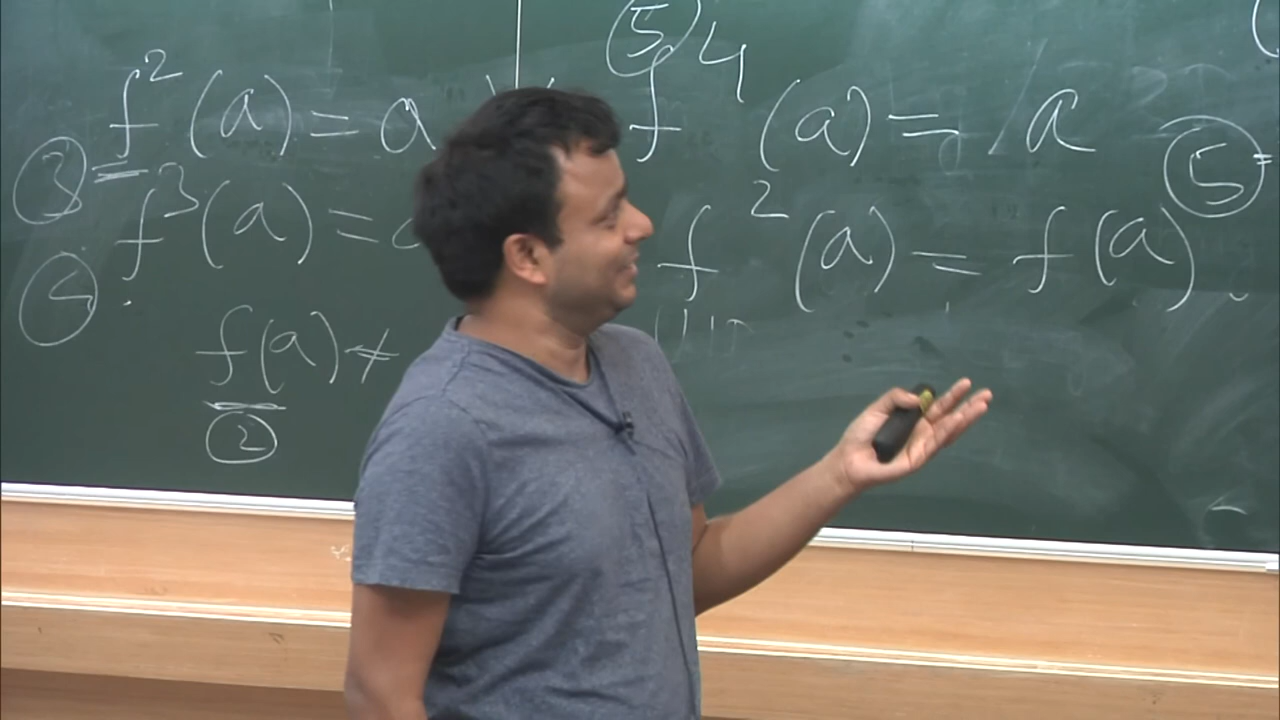 f²(a) = a
③ f³(a) =
④
f(a) ≠
②
⑤
f⁴(a) = a
⑤ =
f²(a) = f(a)